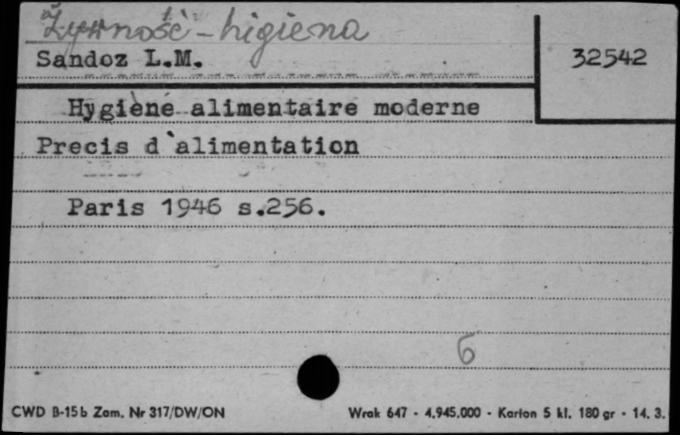 Żywność - higiena
Sandoz L.M.
32542
Hygiène alimentaire moderne
Precis d`alimentation
Paris 1946 s.256.
6
CWD B-15b Zam. Nr 317/DW/ON
Wrak 647 - 4.945.000 - Karton 5 kl. 180 gr - 14. 3.